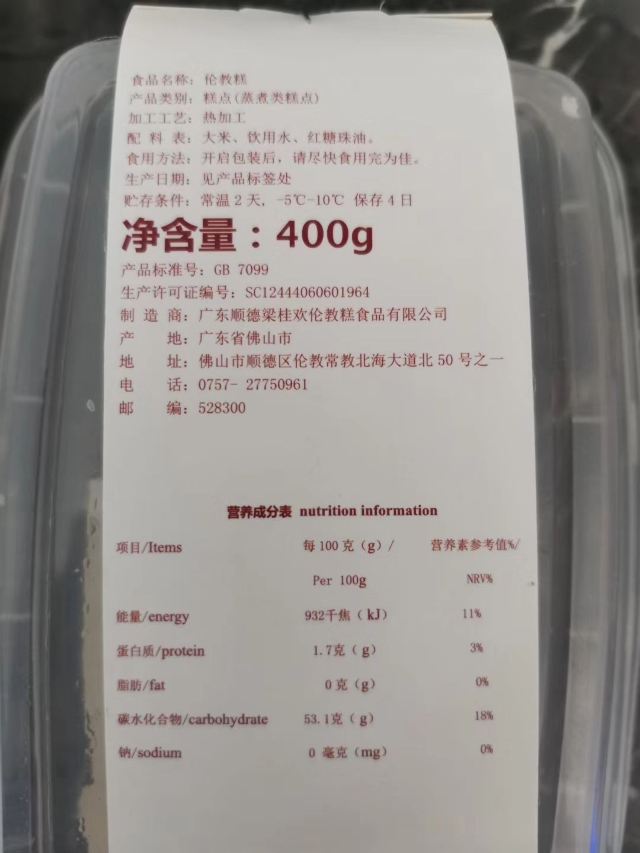 食品名称：伦教糕
产品类别：糕点(蒸煮类糕点)
加工工艺：热加工
配 料 表：大米、饮用水、红糖珠油。
食用方法：开启包装后，请尽快食用完为佳。
生产日期：见产品标签处
贮存条件：常温2天，-5℃-10℃ 保存4日
净含量：400g
产品标准号：GB 7099
生产许可证编号：SC12444060601964
制 造 商：广东顺德梁桂欢伦教糕食品有限公司
产 地：广东省佛山市
地 址：佛山市顺德区伦教常教北海大道北50号之一
电 话：0757- 27750961
邮 编：528300
营养成分表 nutrition information
项目/Items 每100克（g）/ 营养素参考值%/
Per 100g NRV%
能量/energy 932千焦（kJ） 11%
蛋白质/protein 1.7克（g） 3%
脂肪/fat 0克（g） 0%
碳水化合物/carbohydrate 53.1克（g） 18%
钠/sodium 0 毫克（mg） 0%